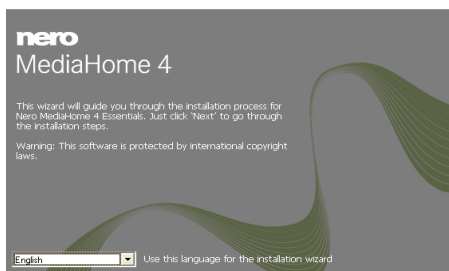 nero
MediaHome 4
This wizard will guide you through the installation process for
Nero MediaHome 4 Essentials. Just click 'Next' to go through
the installation steps.
Warning: This software is protected by international copyright
laws.
English Use this language for the installation wizard